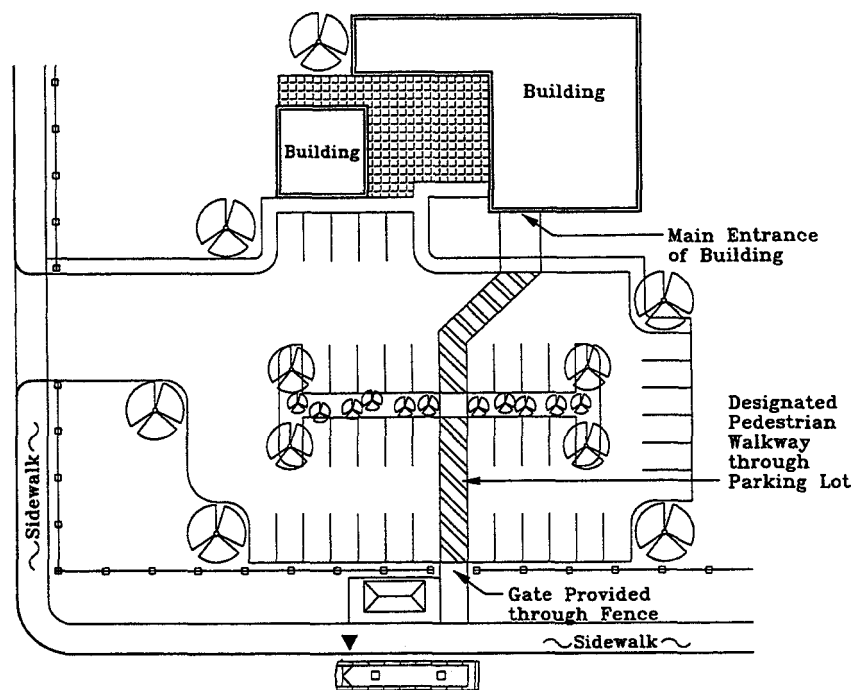 Building
Building
Main Entrance
of Building
Designated
Pedestrian
Walkway
through
Parking Lot
Sidewalk
Gate Provided
through Fence
Sidewalk